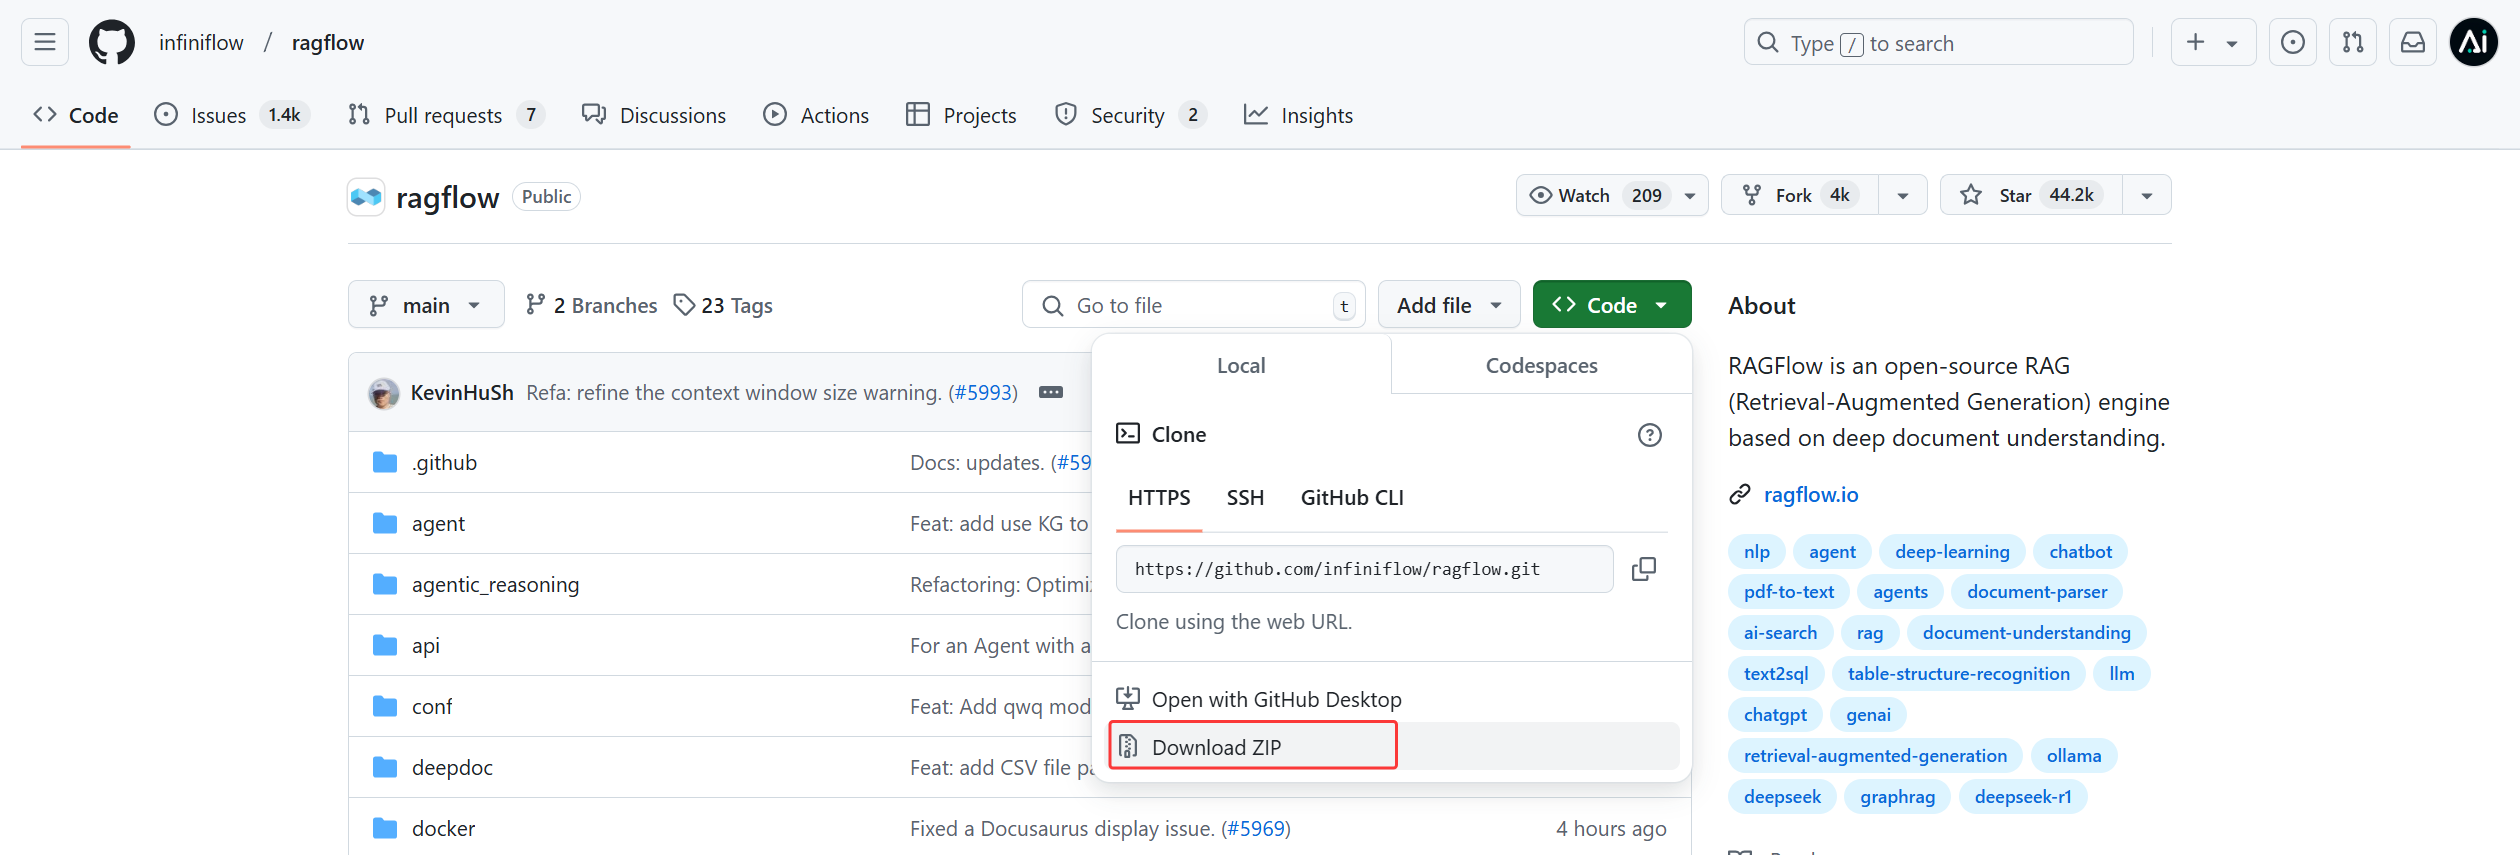 infiniflow / ragflow
Type / to search
Code
Issues 1.4k
Pull requests 7
Discussions
Actions
Projects
Security 2
Insights
ragflow Public
Watch 209
Fork 4k
Star 44.2k
main
2 Branches
23 Tags
Go to file t
Add file
Code
KevinHuSh Refa: refine the context window size warning. (#5993)
.github Docs: updates. (#59
agent Feat: add use KG to
agentic_reasoning Refactoring: Optimiz
api For an Agent with a
conf Feat: Add qwq mod
deepdoc Feat: add CSV file pa
docker Fixed a Docusaurus display issue. (#5969) 4 hours ago
Local Codespaces
Clone
HTTPS SSH GitHub CLI
https://github.com/infiniflow/ragflow.git
Clone using the web URL.
Open with GitHub Desktop
Download ZIP
About
RAGFlow is an open-source RAG
(Retrieval-Augmented Generation) engine
based on deep document understanding.
ragflow.io
nlp agent deep-learning chatbot
pdf-to-text agents document-parser
ai-search rag document-understanding
text2sql table-structure-recognition llm
chatgpt genai
retrieval-augmented-generation ollama
deepseek graphrag deepseek-r1